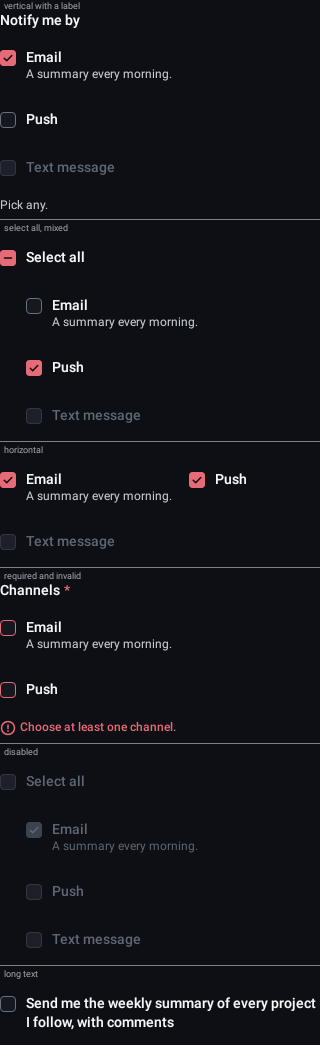 vertical with a label
Notify me by
Email
A summary every morning.
Push
Text message
Pick any.
select all, mixed
Select all
Email
A summary every morning.
Push
Text message
horizontal
Email
Push
A summary every morning.
Text message
required and invalid
Channels *
Email
A summary every morning.
Push
Choose at least one channel.
disabled
Select all
Email
A summary every morning.
Push
Text message
long text
Send me the weekly summary of every project
I follow, with comments